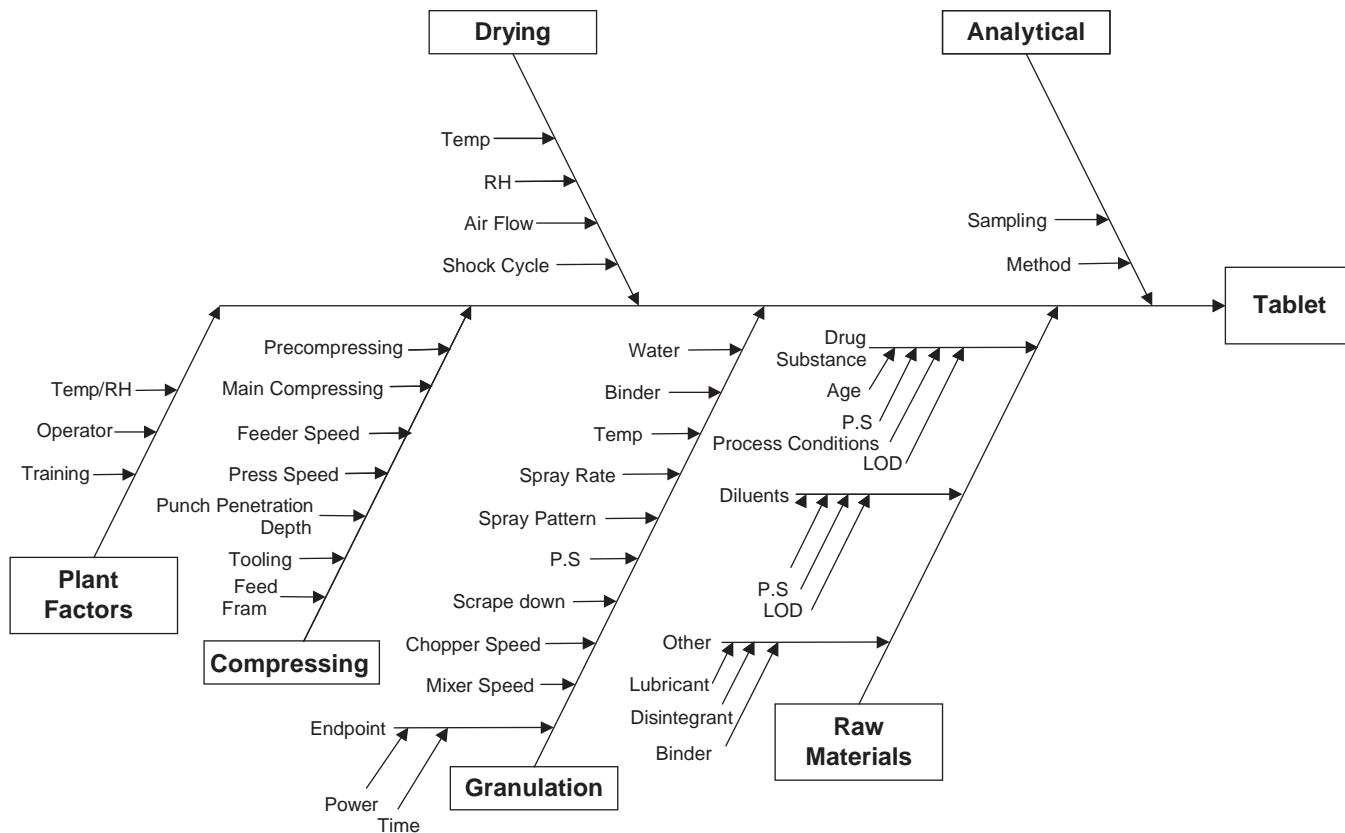 Drying
Analytical
Temp
RH
Air Flow
Shock Cycle
Sampling
Method
Tablet
Plant
Factors
Temp/RH
Operator
Training
Compressing
Precompressing
Main Compressing
Feeder Speed
Press Speed
Punch Penetration
Depth
Tooling
Feed
Fram
Granulation
Water
Binder
Temp
Spray Rate
Spray Pattern
P.S
Scrape down
Chopper Speed
Mixer Speed
Endpoint
Power
Time
Raw
Materials
Drug
Substance
Age
P.S
Process Conditions
LOD
Diluents
P.S
LOD
Other
Lubricant
Disintegrant
Binder